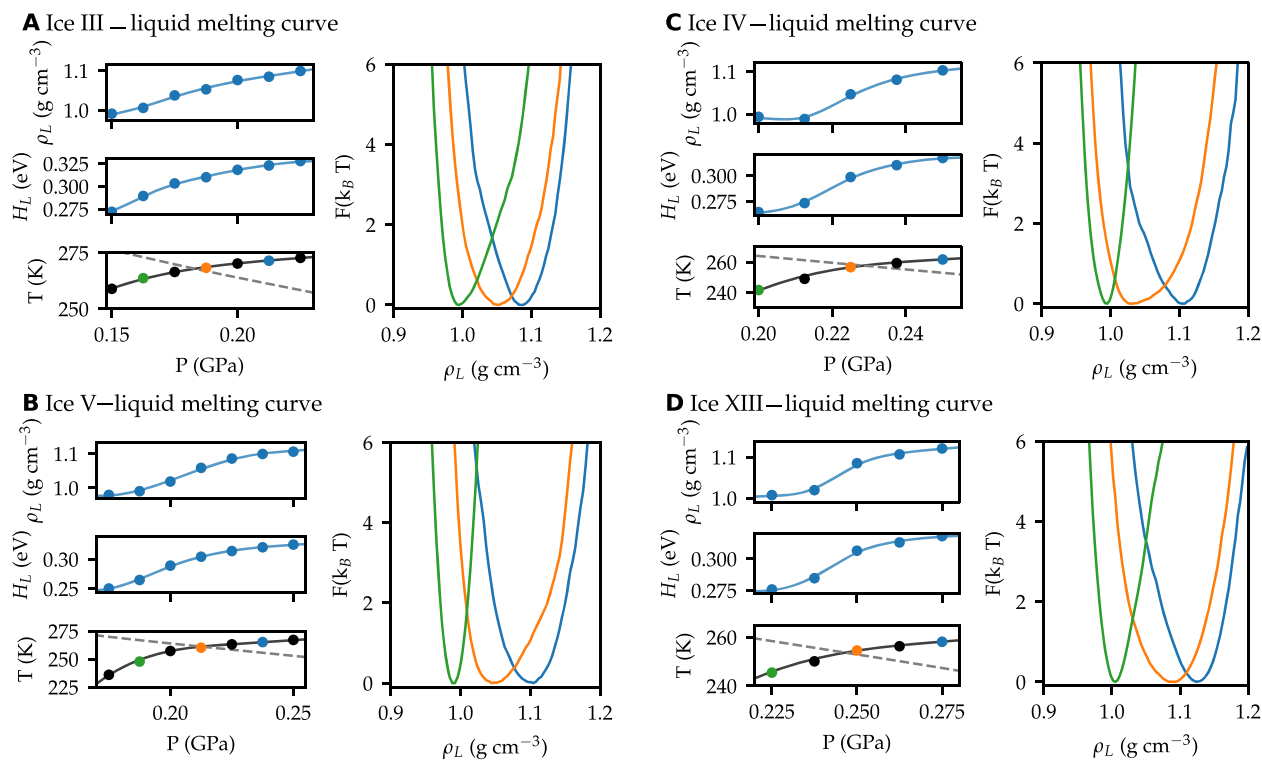 A Ice III — liquid melting curve
ρL (g cm−3)
1.1
1.0
HL (eV)
0.325
0.300
0.275
T (K)
275
250
0.15
0.20
P (GPa)
F(kB T)
6
4
2
0
0.9
1.0
1.1
1.2
ρL (g cm−3)
C Ice IV—liquid melting curve
ρL (g cm−3)
1.1
1.0
HL (eV)
0.300
0.275
T (K)
260
240
0.20
0.22
0.24
P (GPa)
F(kB T)
6
4
2
0
0.9
1.0
1.1
1.2
ρL (g cm−3)
B Ice V—liquid melting curve
ρL (g cm−3)
1.1
1.0
HL (eV)
0.30
0.25
T (K)
275
250
225
0.20
0.25
P (GPa)
F(kB T)
6
4
2
0
0.9
1.0
1.1
1.2
ρL (g cm−3)
D Ice XIII—liquid melting curve
ρL (g cm−3)
1.1
1.0
HL (eV)
0.300
0.275
T (K)
260
240
0.225
0.250
0.275
P (GPa)
F(kB T)
6
4
2
0
0.9
1.0
1.1
1.2
ρL (g cm−3)